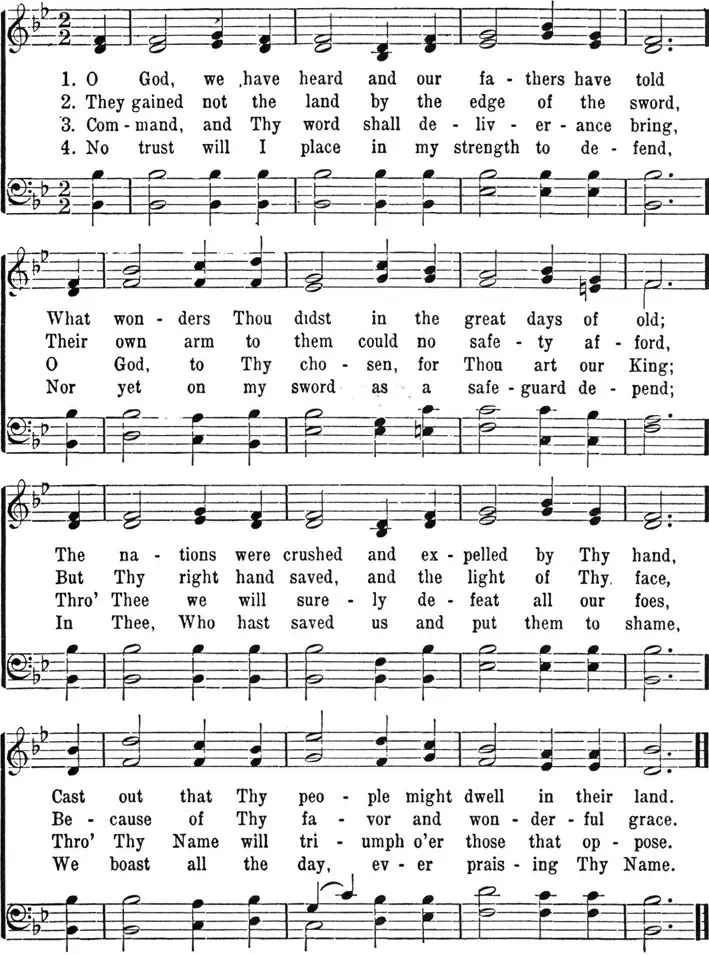 2
2
1. O God, we have heard and our fa - thers have told
2. They gained not the land by the edge of the sword,
3. Com - mand, and Thy word shall de - liv - er - ance bring,
4. No trust will I place in my strength to de - fend,
2
2
What won - ders Thou didst in the great days of old;
Their own arm to them could no safe - ty af - ford,
O God, to Thy cho - sen, for Thou art our King;
Nor yet on my sword as a safe - guard de - pend;
The na - tions were crushed and ex - pelled by Thy hand,
But Thy right hand saved, and the light of Thy face,
Thro' Thee we will sure - ly de - feat all our foes,
In Thee, Who hast saved us and put them to shame,
Cast out that Thy peo - ple might dwell in their land.
Be - cause of Thy fa - vor and won - der - ful grace.
Thro' Thy Name will tri - umph o'er those that op - pose.
We boast all the day, ev - er prais - ing Thy Name.